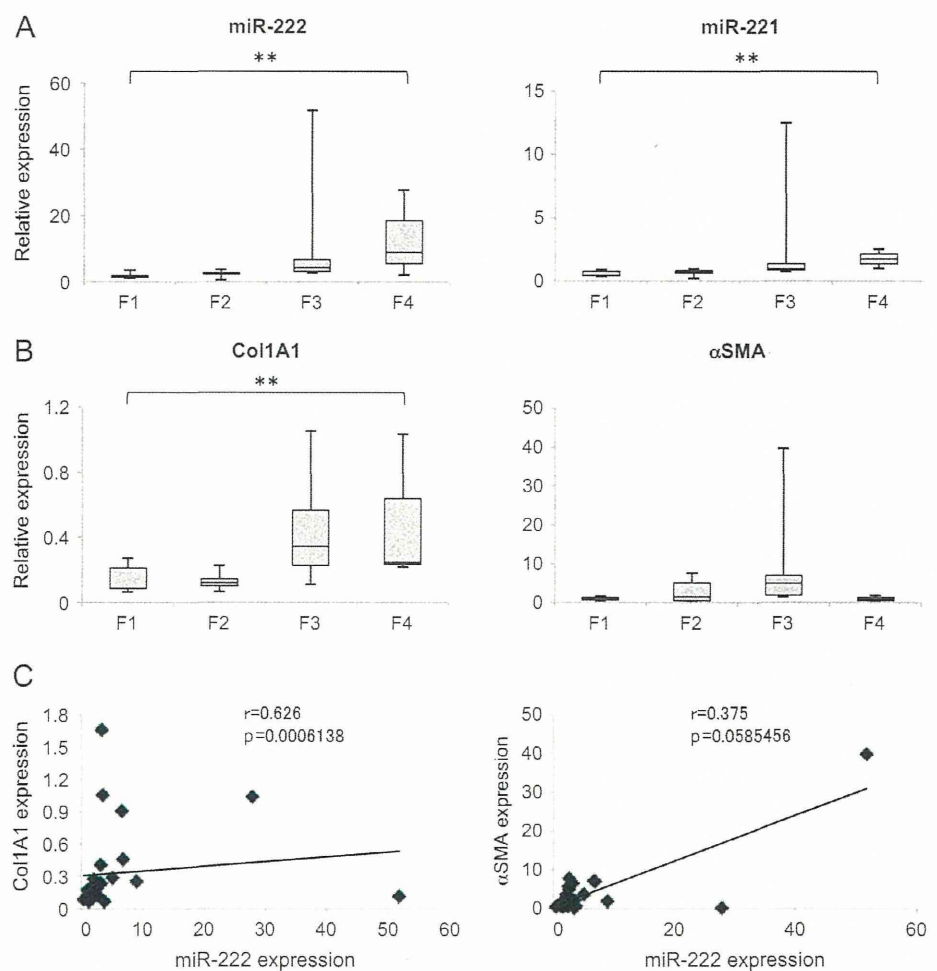 A
miR-222
miR-221
**
**
Relative expression
60
40
20
0
F1 F2 F3 F4
15
10
5
0
F1 F2 F3 F4
B
Col1A1
αSMA
**
Relative expression
1.2
0.8
0.4
0
F1 F2 F3 F4
50
40
30
20
10
0
F1 F2 F3 F4
C
r=0.626
p=0.0006138
Col1A1 expression
1.8
1.5
1.2
0.9
0.6
0.3
0
0 10 20 30 40 50 60
miR-222 expression
r=0.375
p=0.0585456
αSMA expression
50
40
30
20
10
0
0 20 40 60
miR-222 expression